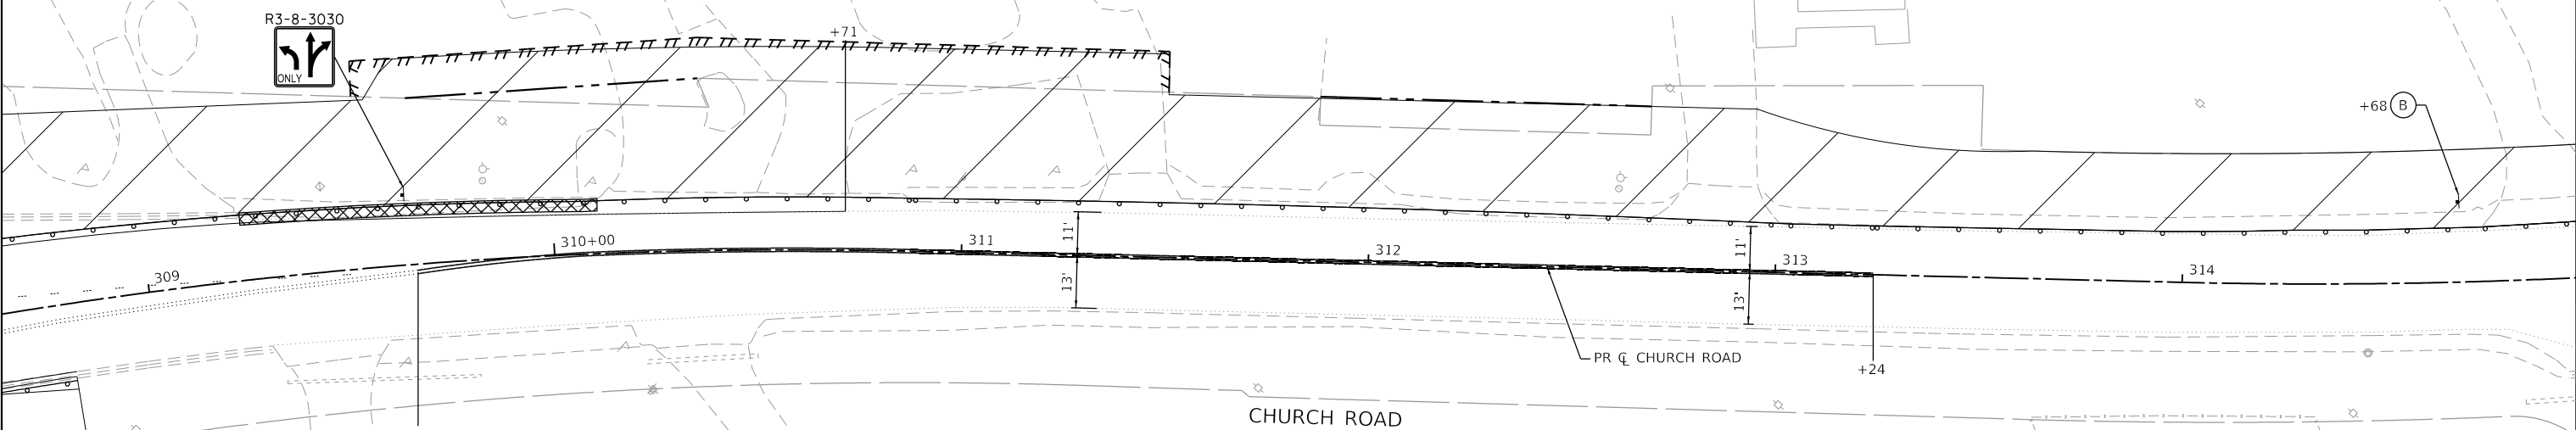 R3-8-3030
ONLY
+71
+68 B
11'
11'
309
310+00
311
312
313
314
13'
13'
PR ℄ CHURCH ROAD
+24
CHURCH ROAD